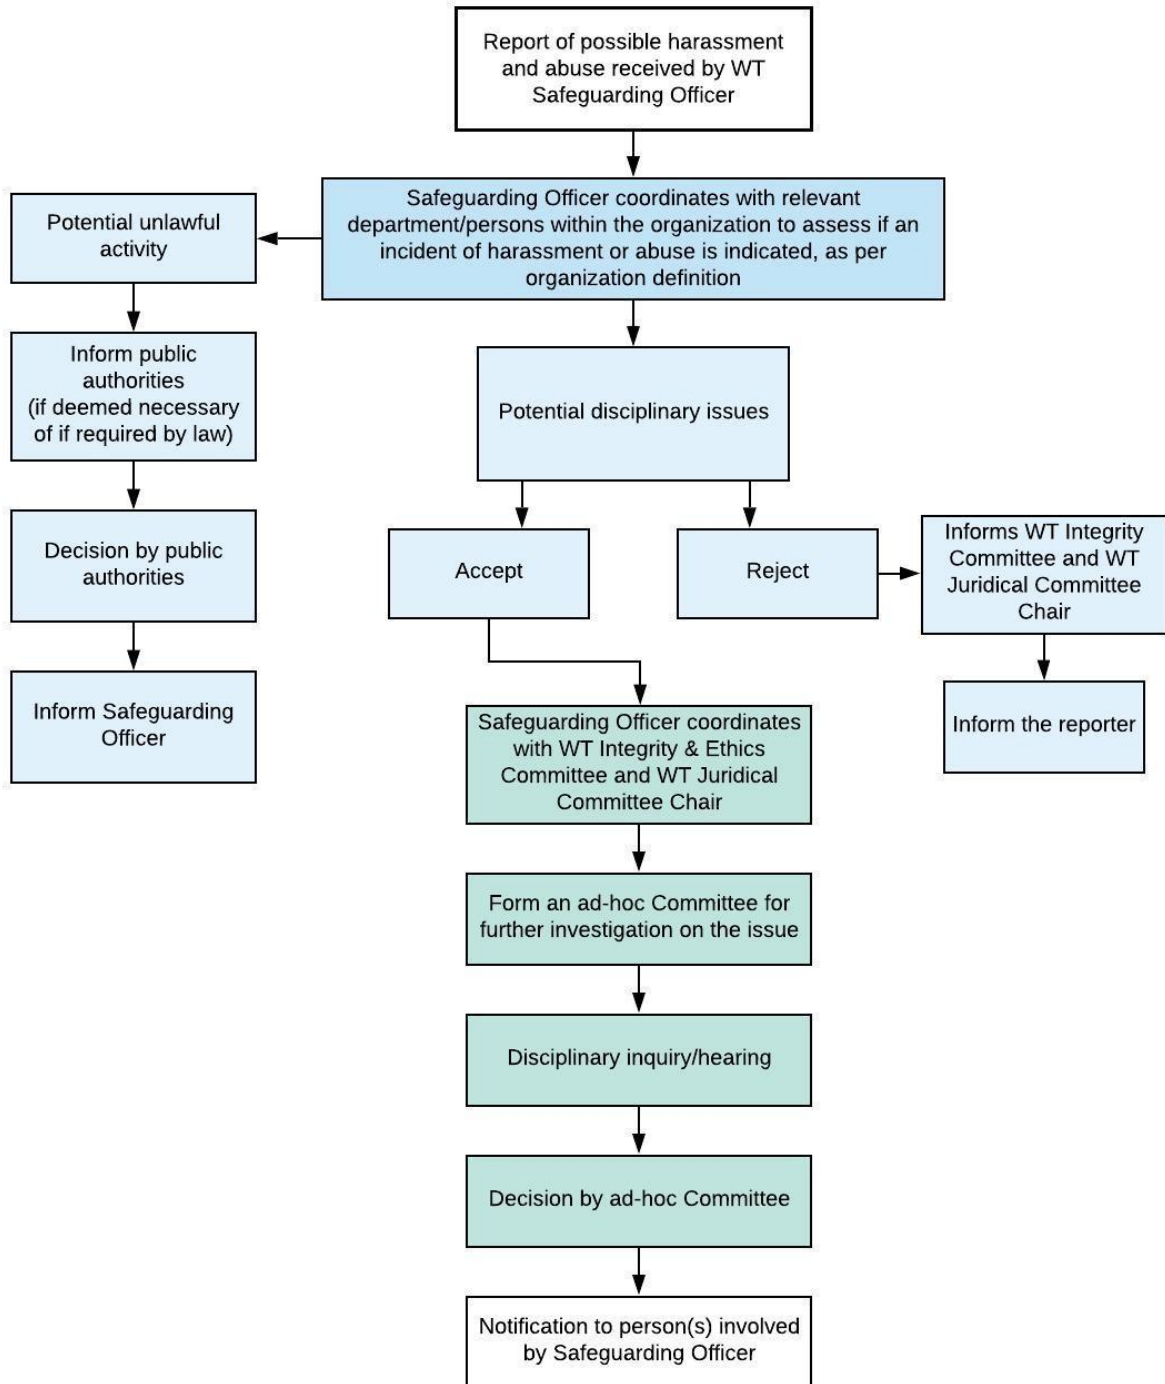 Report of possible harassment
and abuse received by WT
Safeguarding Officer
Safeguarding Officer coordinates with relevant
department/persons within the organization to assess if an
incident of harassment or abuse is indicated, as per
organization definition
Potential unlawful
activity
Inform public
authorities
(if deemed necessary
of if required by law)
Decision by public
authorities
Inform Safeguarding
Officer
Potential disciplinary issues
Accept
Reject
Informs WT Integrity
Committee and WT
Juridical Committee
Chair
Inform the reporter
Safeguarding Officer coordinates
with WT Integrity & Ethics
Committee and WT Juridical
Committee Chair
Form an ad-hoc Committee for
further investigation on the issue
Disciplinary inquiry/hearing
Decision by ad-hoc Committee
Notification to person(s) involved
by Safeguarding Officer